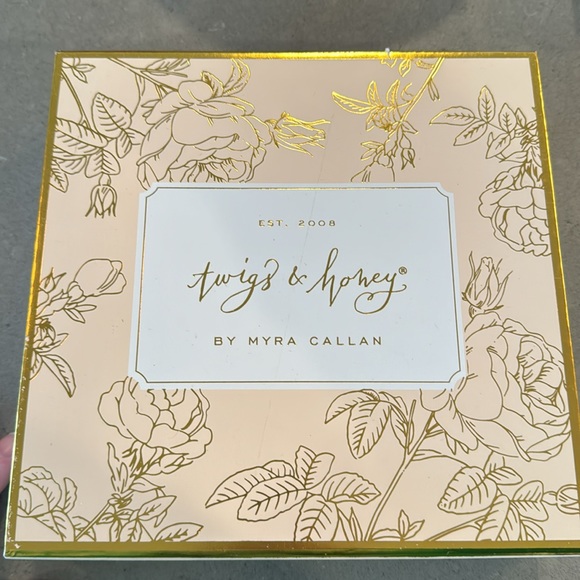 EST. 2008
twigs & honey®
BY MYRA CALLAN